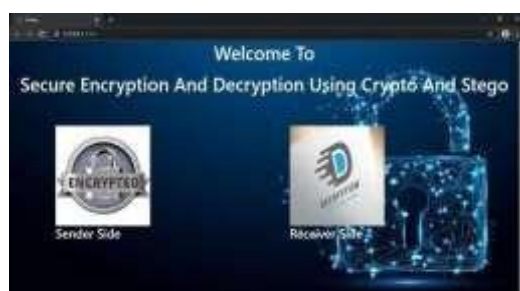 Welcome To
Secure Encryption And Decryption Using Crypto And Stego
ENCRYPTED
Sender Side
Receiver Side